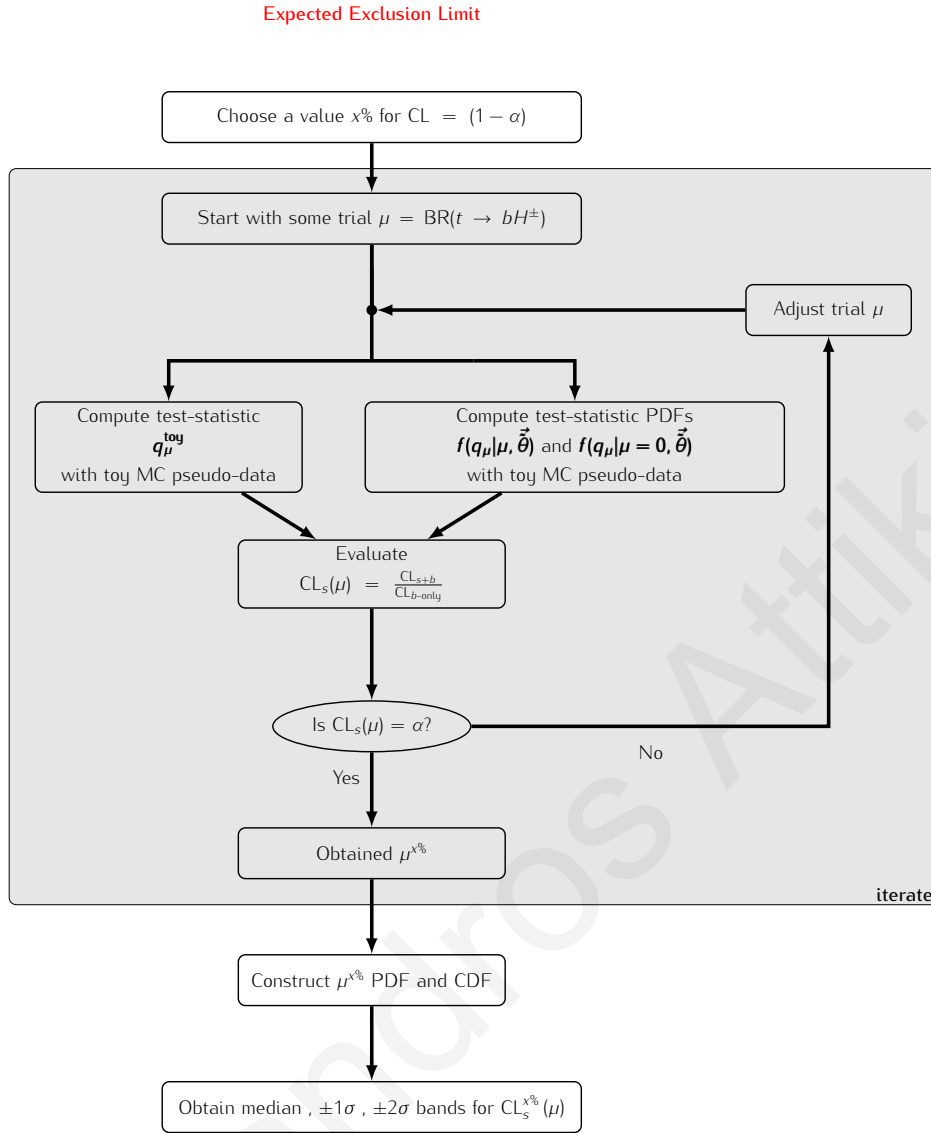 Expected Exclusion Limit
Choose a value x% for CL = (1 − α)
Start with some trial μ = BR(t → bH±)
Adjust trial μ
Compute test-statistic
q_μ^toy
with toy MC pseudo-data
Compute test-statistic PDFs
f(q_μ|μ, θ̃⃗) and f(q_μ|μ = 0, θ̃⃗)
with toy MC pseudo-data
Evaluate
CL_s(μ) = CL_{s+b}/CL_{b-only}
Is CL_s(μ) = α?
No
Yes
Obtained μ^{x%}
iterate
Construct μ^{x%} PDF and CDF
Obtain median , ±1σ , ±2σ bands for CL_s^{x%}(μ)